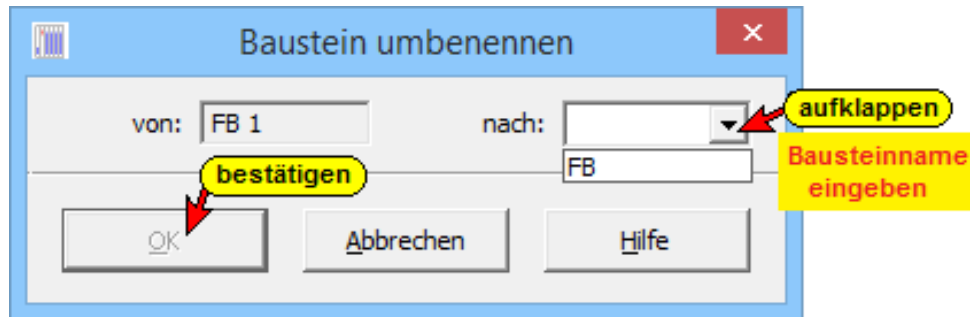 Baustein umbenennen
von: FB 1 nach:
aufklappen
FB
Bausteinname
eingeben
bestätigen
OK Abbrechen Hilfe